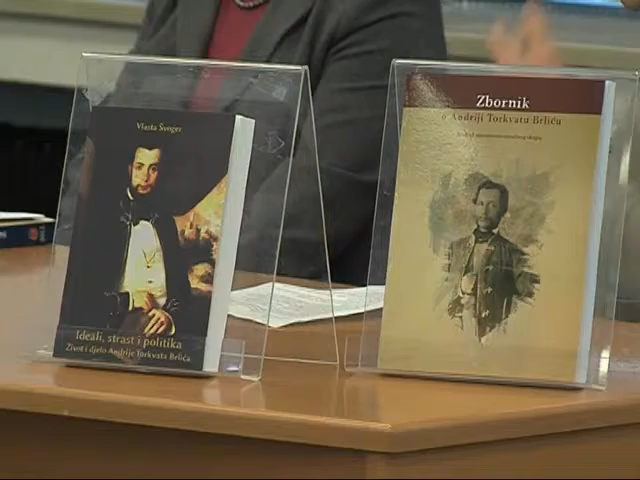 Vlasta Švoger
Ideali, strast i politika
Život i djelo Andrije Torkvata Brlića
Zbornik
o Andriji Torkvatu Brliću